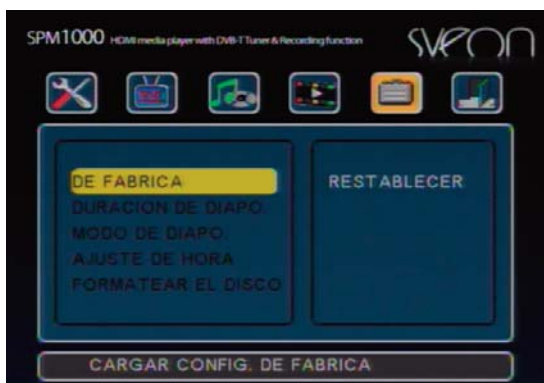 SPM1000 HDMI media player with DVB-T Tuner & Recording function
sveon
DE FABRICA
RESTABLECER
DURACION DE DIAPO.
MODO DE DIAPO.
AJUSTE DE HORA
FORMATEAR EL DISCO
CARGAR CONFIG. DE FABRICA